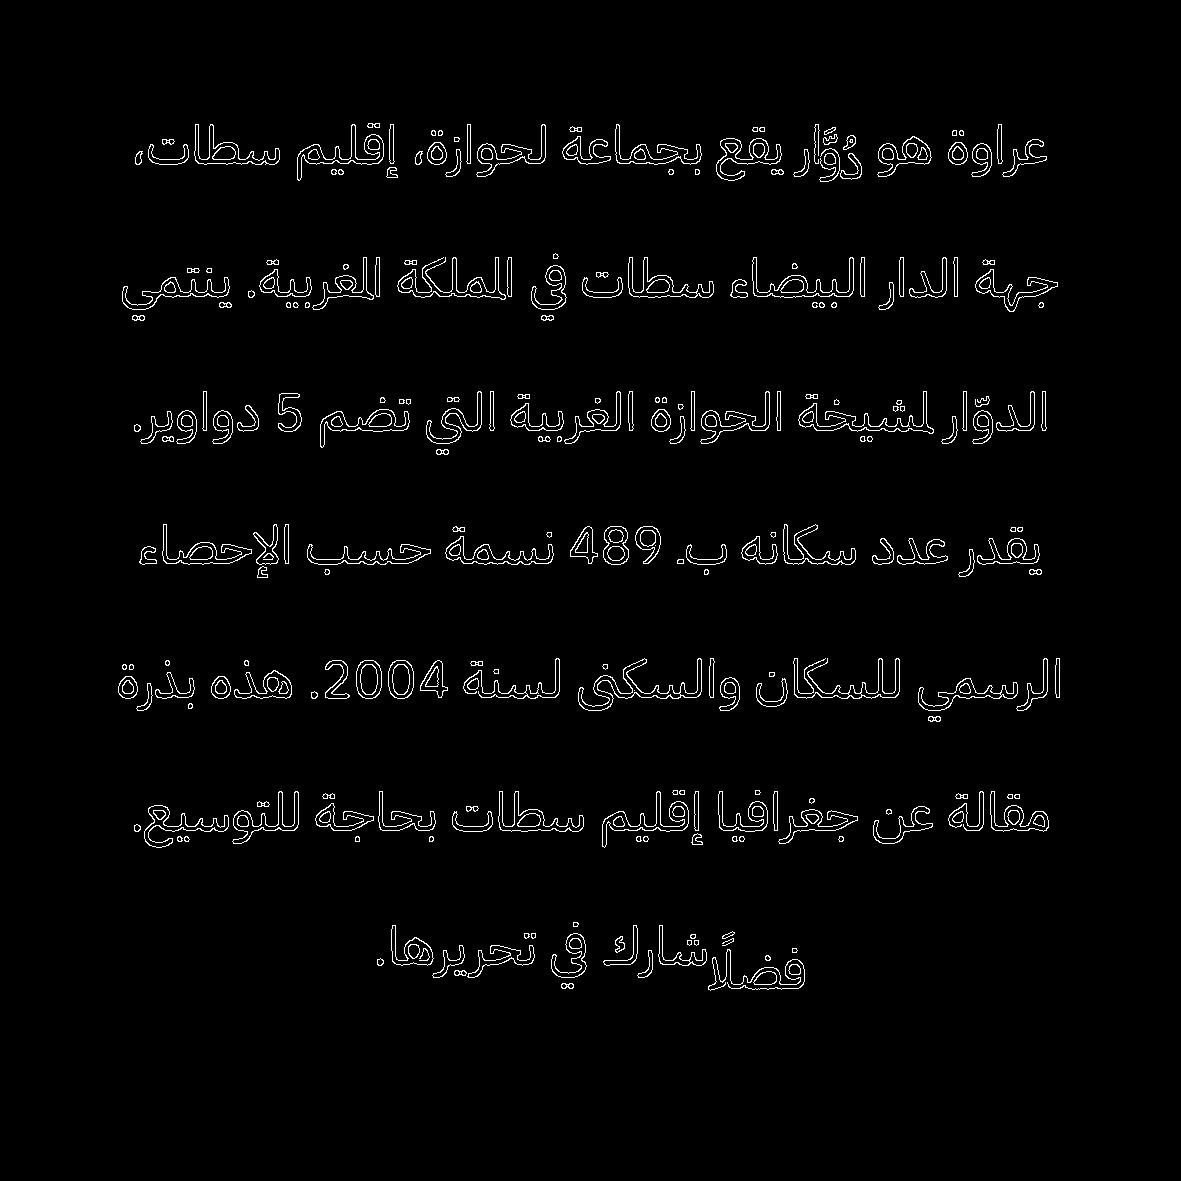 عراوة هو دُوَّار يقع بجماعة لحوازة، إقليم سطات،
جهة الدار البيضاء سطات في المملكة المغربية. ينتمي
الدوّار لمشيخة الحوازة الغربية التي تضم 5 دواوير.
يقدر عدد سكانه ب. 489 نسمة حسب الإحصاء
الرسمي للسكان والسكنى لسنة 2004. هذه بذرة
مقالة عن جغرافيا إقليم سطات بحاجة للتوسيع.
فضلًا شارك في تحريرها.